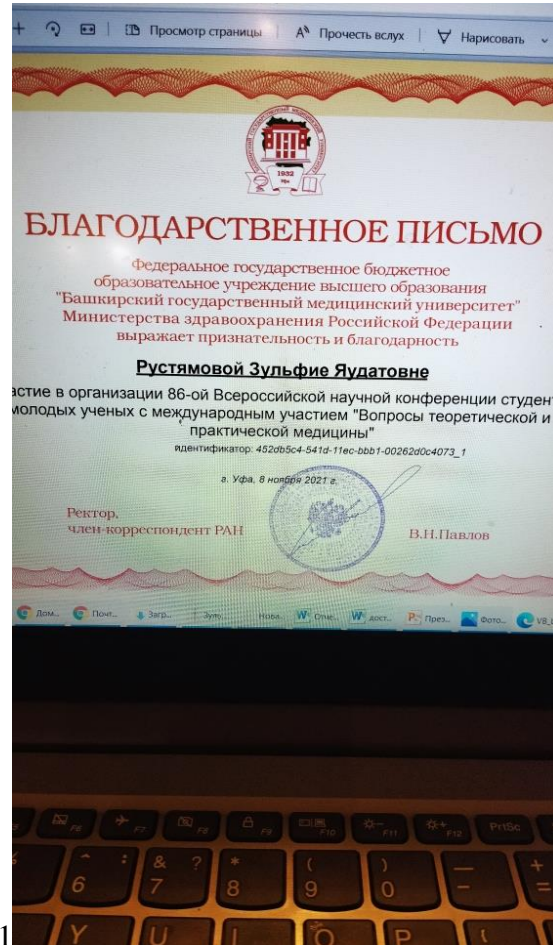 Просмотр страницы | Прочесть вслух | Нарисовать
1932
Уфа
БЛАГОДАРСТВЕННОЕ ПИСЬМО
Федеральное государственное бюджетное
образовательное учреждение высшего образования
"Башкирский государственный медицинский университет"
Министерства здравоохранения Российской Федерации
выражает признательность и благодарность
Рустямовой Зульфие Яудатовне
астие в организации 86-ой Всероссийской научной конференции студен
молодых ученых с международным участием "Вопросы теоретической и
практической медицины"
идентификатор: 452db5c4-541d-11ec-bbb1-00262d0c4073_1
г. Уфа, 8 ноября 2021 г.
Ректор,
член-корреспондент РАН
В.Н.Павлов
Дом... Почт... Загр... Нова... W W дост... През... Фото...
F6 F7 F8 F9 F10 F11 F12 PrtSc
6 : & 7 ? * 8 ( 9 ) 0 - + =
Y U I O P
1